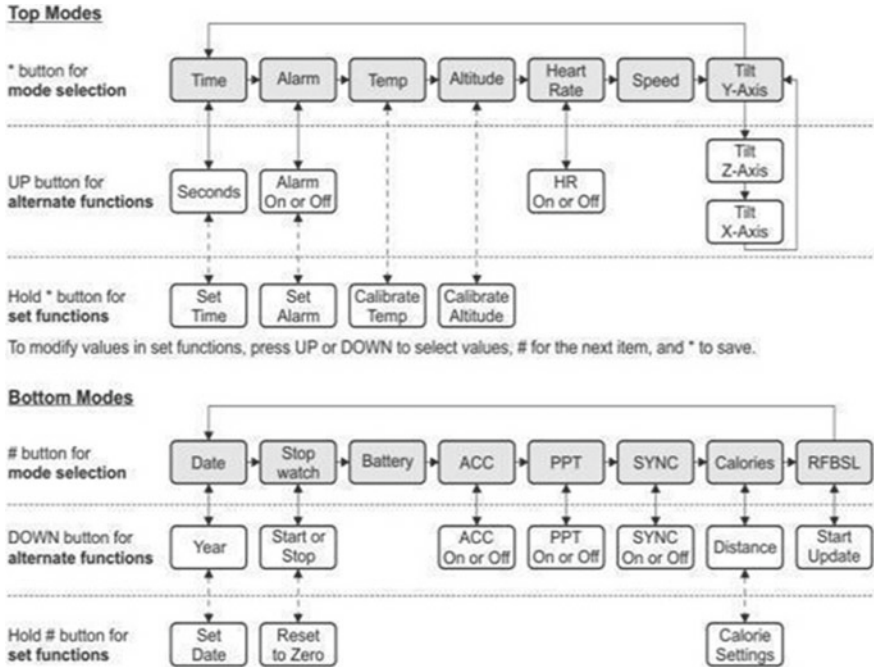 Top Modes
* button for
mode selection
Time
Alarm
Temp
Altitude
Heart
Rate
Speed
Tilt
Y-Axis
UP button for
alternate functions
Seconds
Alarm
On or Off
HR
On or Off
Tilt
Z-Axis
Tilt
X-Axis
Hold * button for
set functions
Set
Time
Set
Alarm
Calibrate
Temp
Calibrate
Altitude
To modify values in set functions, press UP or DOWN to select values, # for the next item, and * to save.
Bottom Modes
# button for
mode selection
Date
Stop
watch
Battery
ACC
PPT
SYNC
Calories
RFBSL
DOWN button for
alternate functions
Year
Start or
Stop
ACC
On or Off
PPT
On or Off
SYNC
On or Off
Distance
Start
Update
Hold # button for
set functions
Set
Date
Reset
to Zero
Calorie
Settings